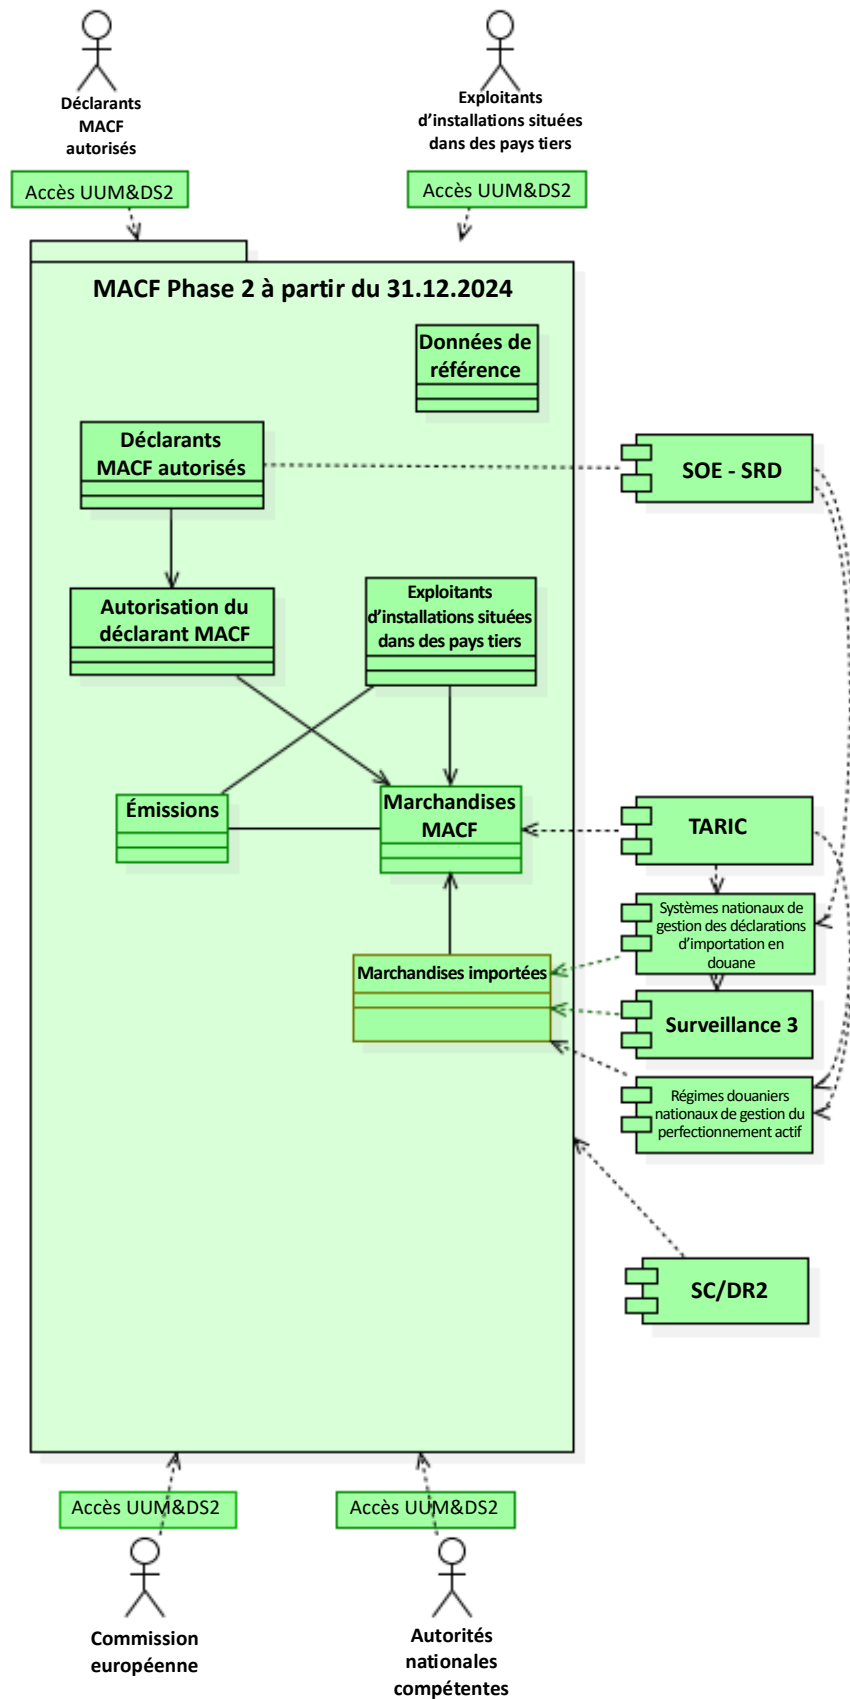 Déclarants
MACF
autorisés
Exploitants
d’installations situées
dans des pays tiers
Accès UUM&DS2
Accès UUM&DS2
MACF Phase 2 à partir du 31.12.2024
Données de
référence
Déclarants
MACF autorisés
SOE - SRD
Autorisation du
déclarant MACF
Exploitants
d’installations situées
dans des pays tiers
Émissions
Marchandises
MACF
TARIC
Systèmes nationaux de
gestion des déclarations
d’importation en
douane
Marchandises importées
Surveillance 3
Régimes douaniers
nationaux de gestion du
perfectionnement actif
SC/DR2
Accès UUM&DS2
Accès UUM&DS2
Commission
européenne
Autorités
nationales
compétentes